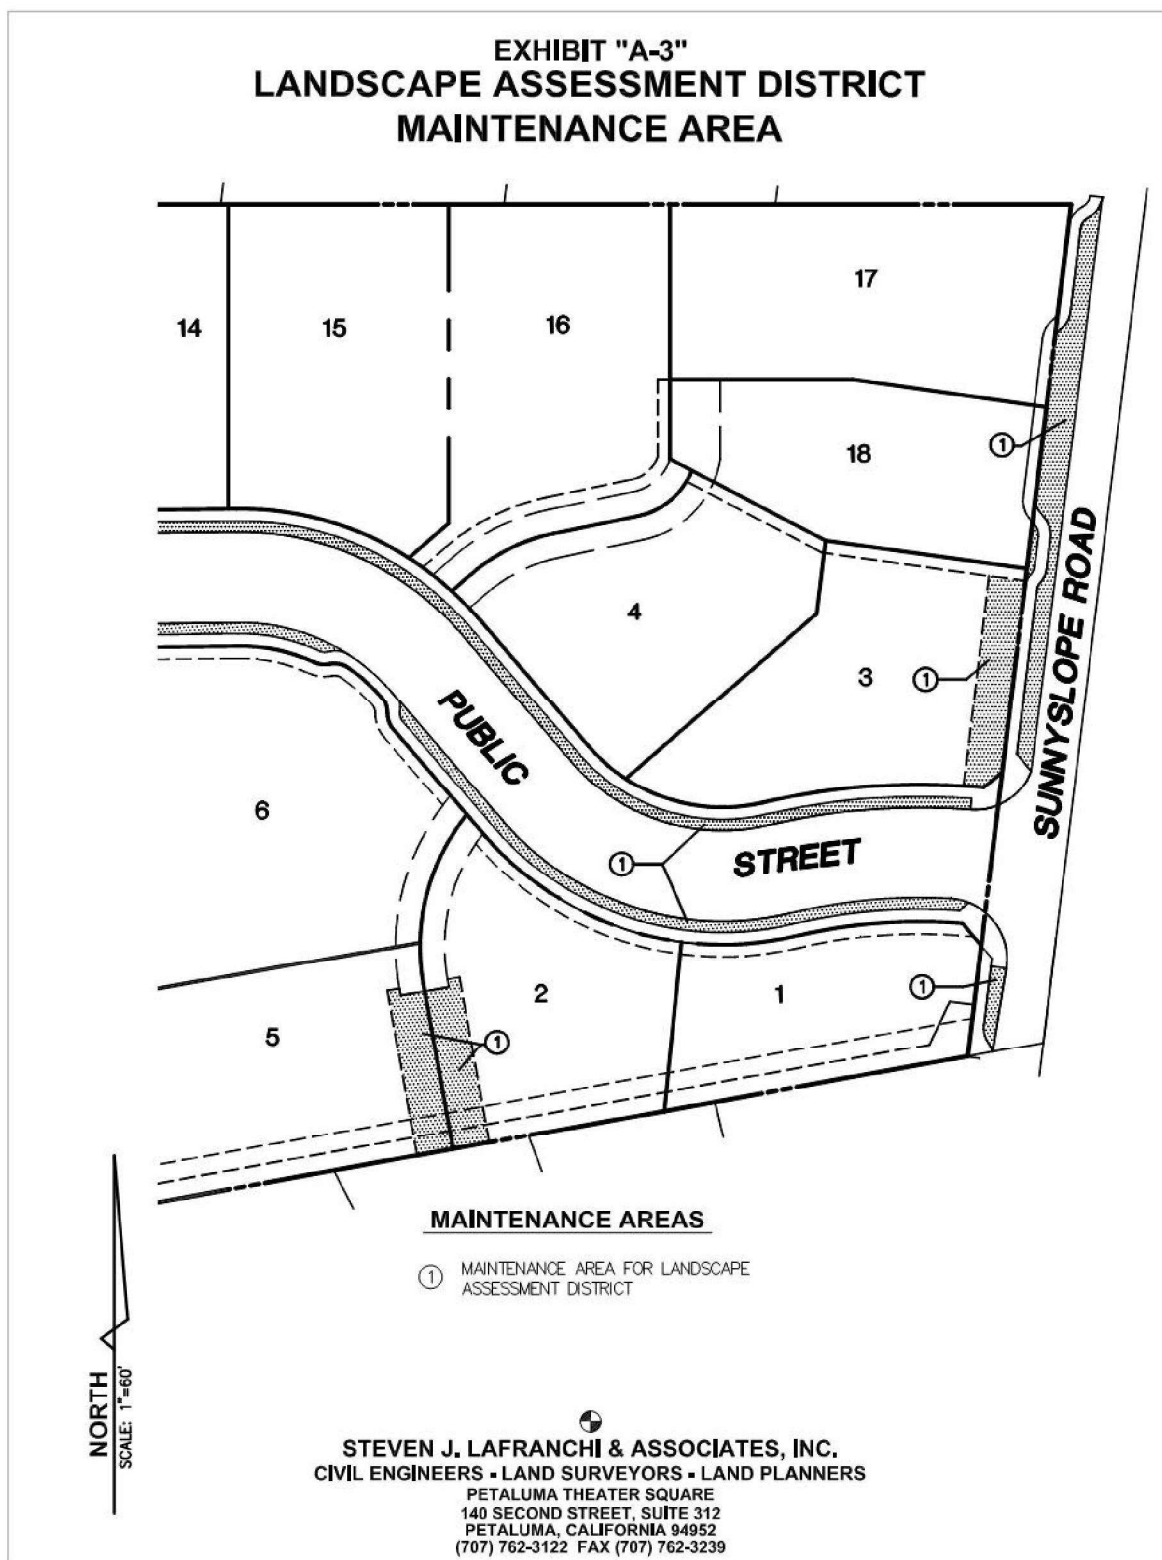 EXHIBIT "A-3"
LANDSCAPE ASSESSMENT DISTRICT
MAINTENANCE AREA
17
14
15
16
1
18
SUNNYSLOPE ROAD
4
3
1
PUBLIC
6
1
STREET
2
1
1
5
1
MAINTENANCE AREAS
1 MAINTENANCE AREA FOR LANDSCAPE
ASSESSMENT DISTRICT
NORTH
SCALE: 1"=60'
STEVEN J. LAFRANCHI & ASSOCIATES, INC.
CIVIL ENGINEERS - LAND SURVEYORS - LAND PLANNERS
PETALUMA THEATER SQUARE
140 SECOND STREET, SUITE 312
PETALUMA, CALIFORNIA 94952
(707) 762-3122 FAX (707) 762-3239